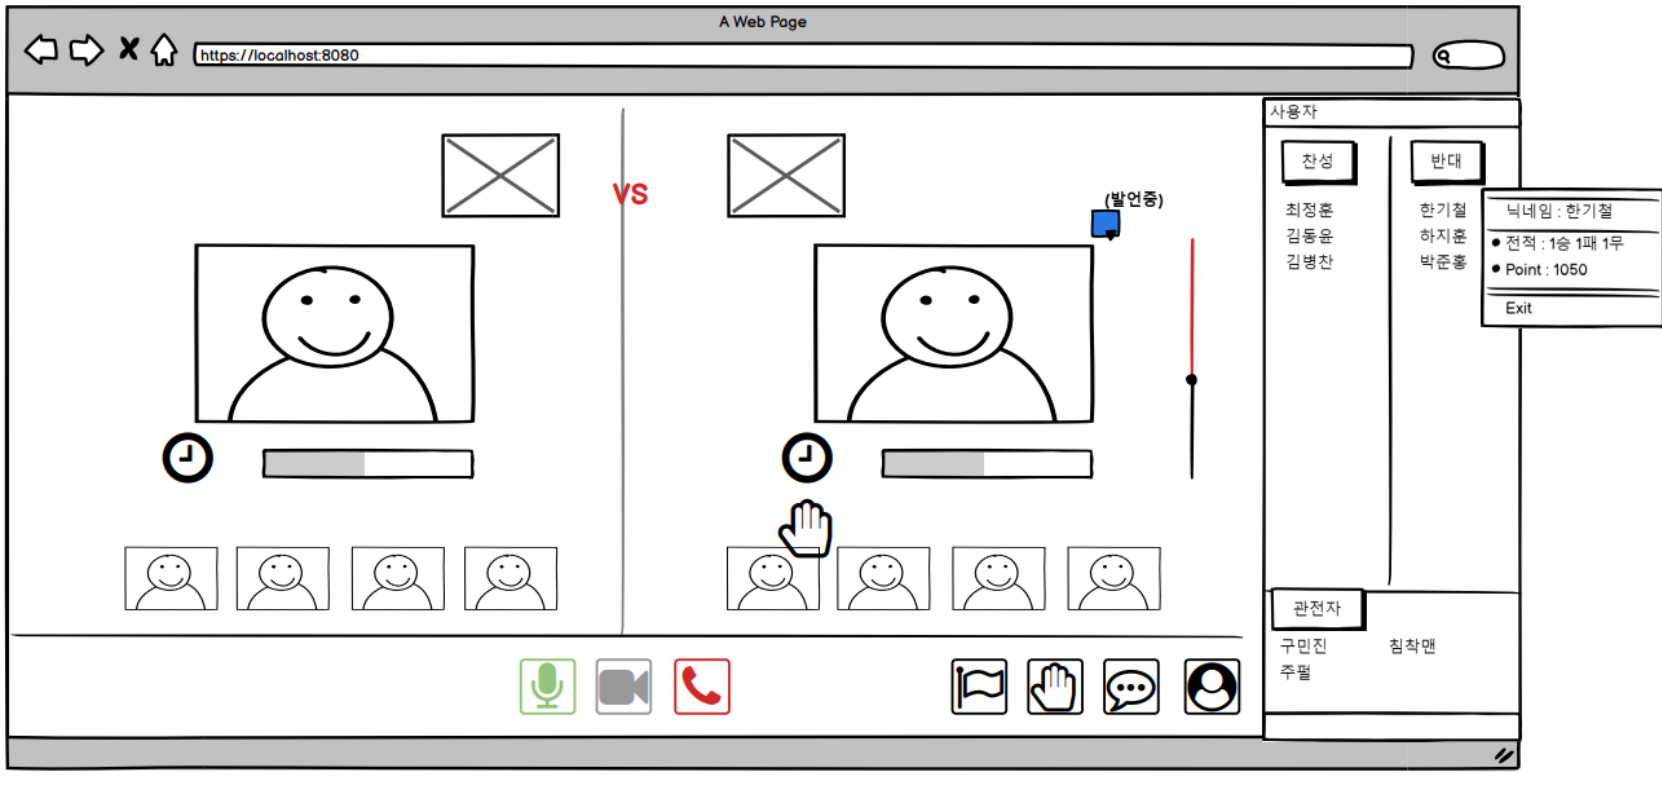 A Web Page
https://localhost:8080
VS
(발언중)
사용자
찬성
최정훈
김동윤
김병찬
반대
한기철
하지훈
박준홍
닉네임 : 한기철
전적 : 1승 1패 1무
Point : 1050
Exit
관전자
구민진
침착맨
주펄